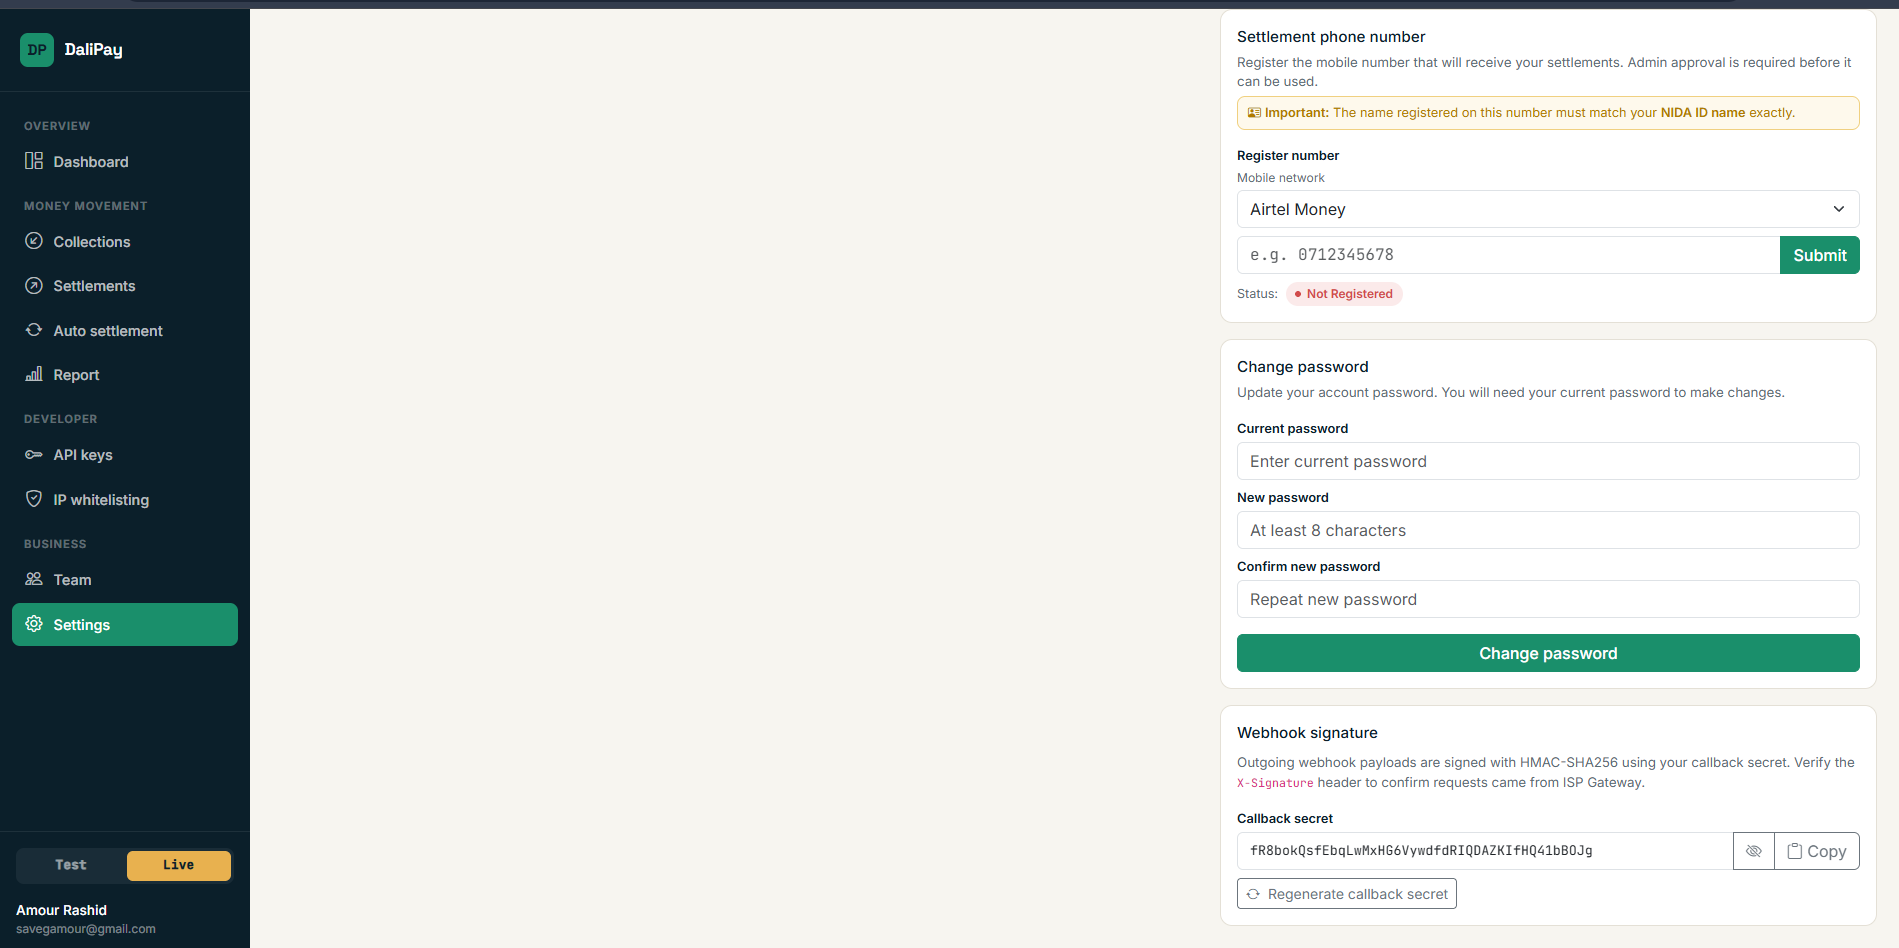 DP DaliPay
OVERVIEW
Dashboard
MONEY MOVEMENT
Collections
Settlements
Auto settlement
Report
DEVELOPER
API keys
IP whitelisting
BUSINESS
Team
Settings
Test Live
Amour Rashid
savegamour@gmail.com
Settlement phone number
Register the mobile number that will receive your settlements. Admin approval is required before it
can be used.
Important: The name registered on this number must match your NIDA ID name exactly.
Register number
Mobile network
Airtel Money
e.g. 0712345678 Submit
Status: Not Registered
Change password
Update your account password. You will need your current password to make changes.
Current password
Enter current password
New password
At least 8 characters
Confirm new password
Repeat new password
Change password
Webhook signature
Outgoing webhook payloads are signed with HMAC-SHA256 using your callback secret. Verify the
X-Signature header to confirm requests came from ISP Gateway.
Callback secret
fR8bokQsfEbqLwMxHG6VywdfdRIQDAZKIfHQ41bBOJg Copy
Regenerate callback secret